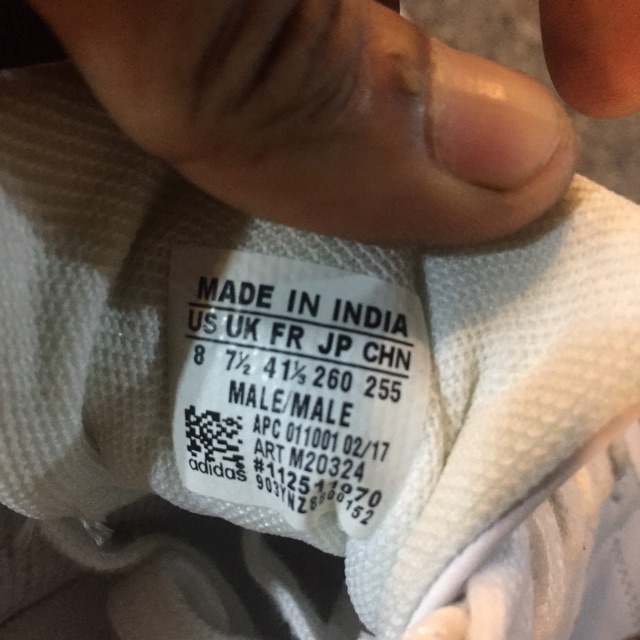 MADE IN INDIA
US UK FR JP CHN
8 7½ 41⅓ 260 255
MALE/MALE
APC 011001 02/17
ART M20324
adidas